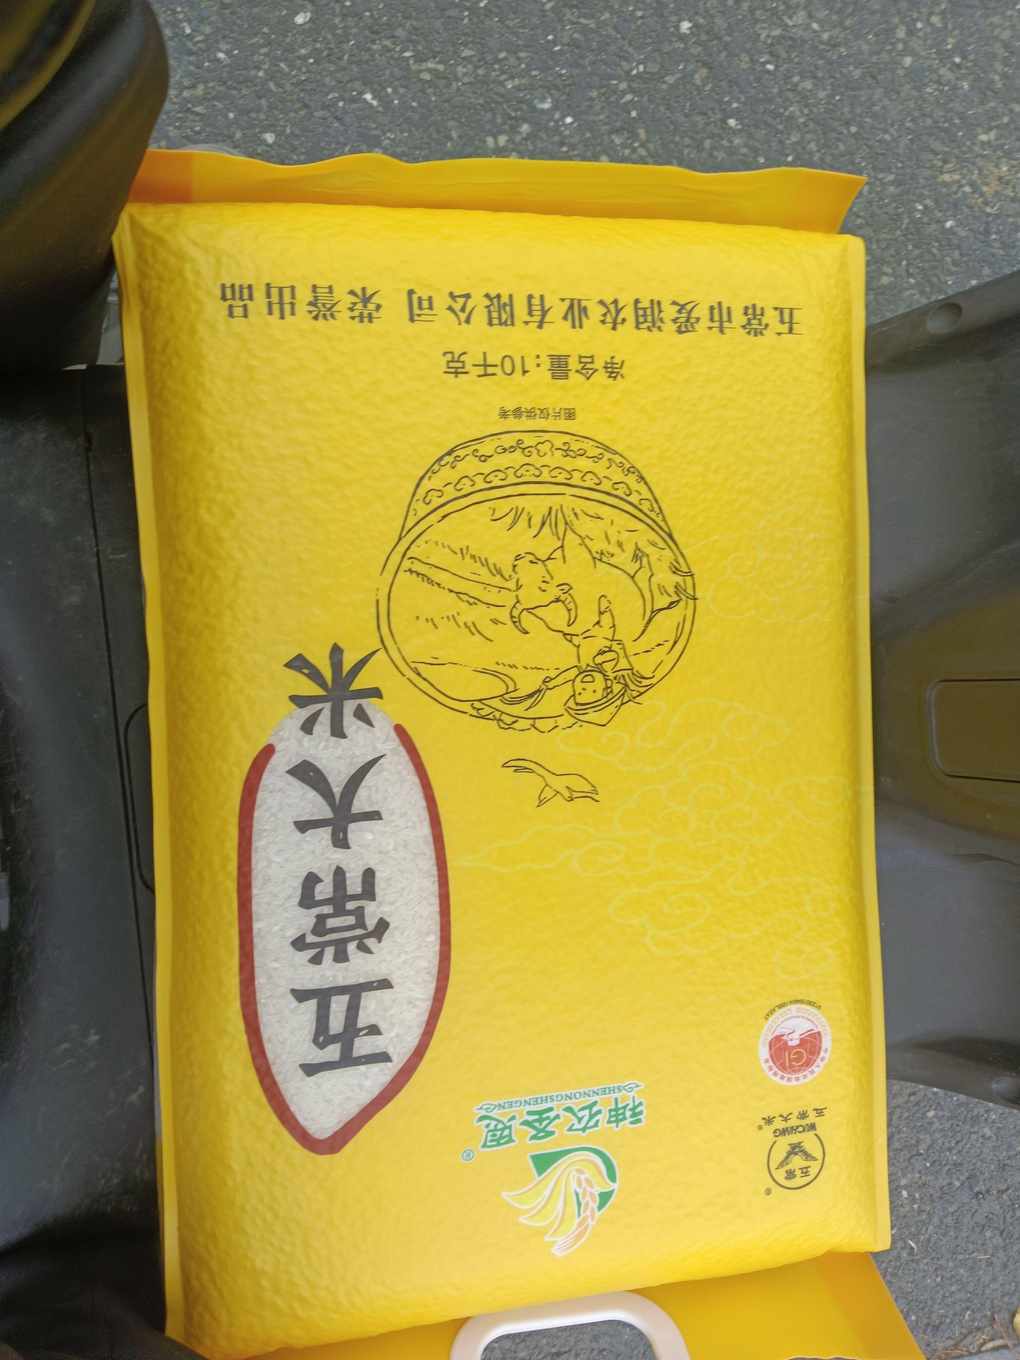 五常
WUCHANG®
五常大米
GI
神农圣恩®
SHENNONGSHENGEN
五常大米
图片仅供参考
净含量:10千克
五常市爱润农业有限公司 荣誉出品